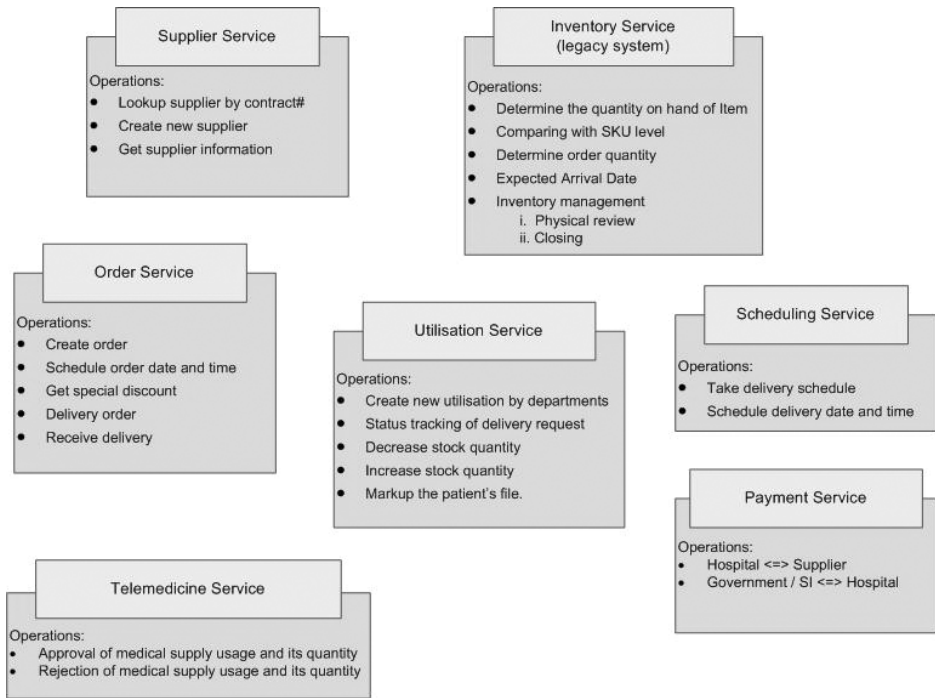 Supplier Service
Operations:
● Lookup supplier by contract#
● Create new supplier
● Get supplier information
Inventory Service
(legacy system)
Operations:
● Determine the quantity on hand of Item
● Comparing with SKU level
● Determine order quantity
● Expected Arrival Date
● Inventory management
i. Physical review
ii. Closing
Order Service
Operations:
● Create order
● Schedule order date and time
● Get special discount
● Delivery order
● Receive delivery
Utilisation Service
Operations:
● Create new utilisation by departments
● Status tracking of delivery request
● Decrease stock quantity
● Increase stock quantity
● Markup the patient's file.
Scheduling Service
Operations:
● Take delivery schedule
● Schedule delivery date and time
Payment Service
Operations:
• Hospital <=> Supplier
• Government / SI <=> Hospital
Telemedicine Service
Operations:
• Approval of medical supply usage and its quantity
• Rejection of medical supply usage and its quantity